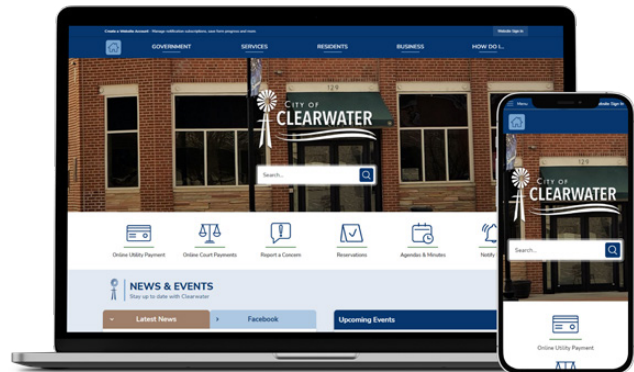 Create a Website Account - Manage notification subscriptions, save form progress and more.
Website Sign In
GOVERNMENT
SERVICES
RESIDENTS
BUSINESS
HOW DO I...
129
CITY OF
CLEARWATER
Search...
Online Utility Payment
Online Court Payments
Report a Concern
Reservations
Agendas & Minutes
Notify
NEWS & EVENTS
Stay up to date with Clearwater
Latest News
Facebook
Upcoming Events
Menu
Website Sign In
129
CITY OF
CLEARWATER
Search...
Online Utility Payment